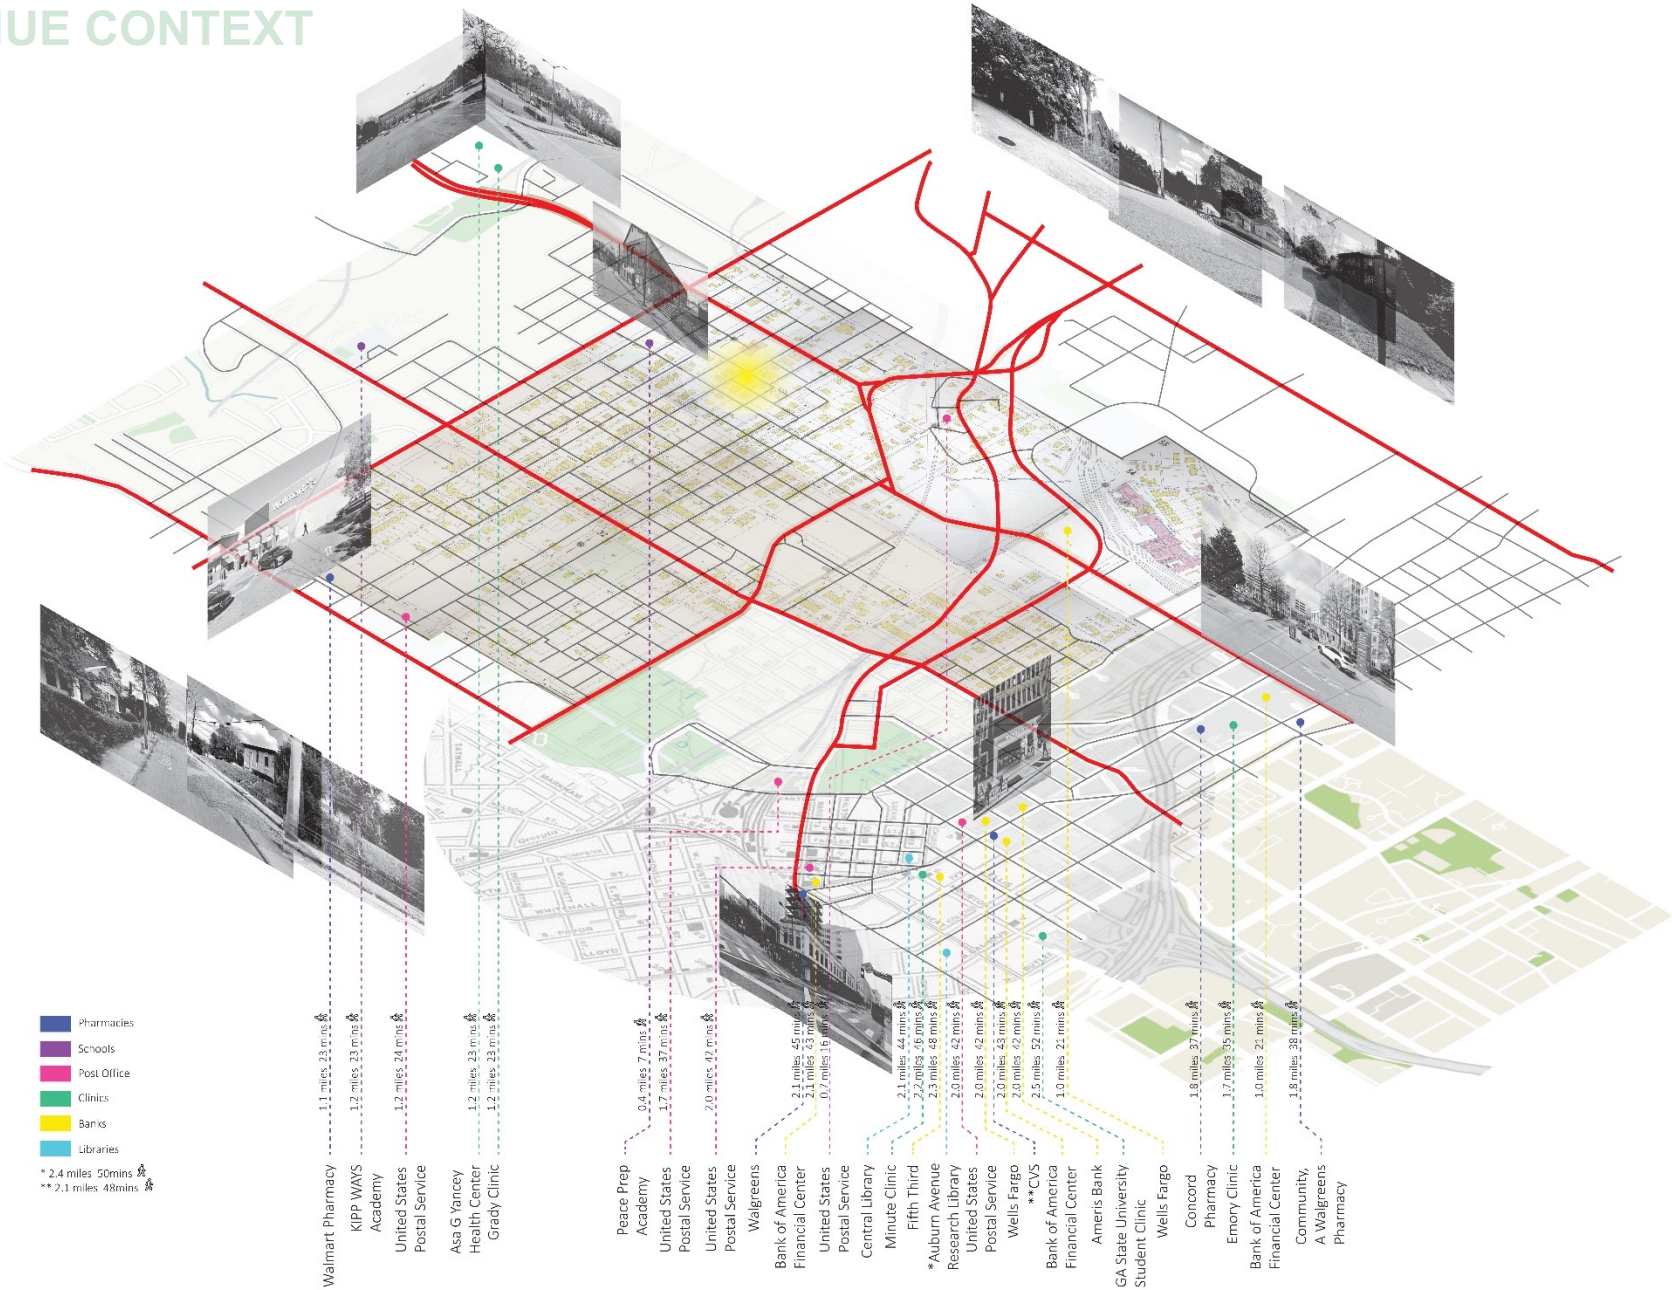 NUE CONTEXT
Pharmacies
Schools
Post Office
Clinics
Banks
Libraries
* 2.4 miles 50mins
** 2.1 miles 48mins
1.1 miles 23 mins
1.2 miles 23 mins
1.2 miles 24 mins
1.2 miles 23 mins
1.2 miles 23 mins
0.4 miles 7 mins
1.7 miles 37 mins
2.0 miles 42 mins
2.1 miles 45 mins
2.1 miles 43 mins
0.7 miles 16 mins
2.1 miles 44 mins
2.2 miles 46 mins
2.3 miles 48 mins
2.0 miles 42 mins
2.0 miles 42 mins
2.0 miles 43 mins
2.0 miles 42 mins
2.5 miles 52 mins
1.0 miles 21 mins
1.8 miles 37 mins
1.7 miles 35 mins
1.0 miles 21 mins
1.8 miles 38 mins
Walmart Pharmacy
KIPP WAYS
Academy
United States
Postal Service
Asa G Yancey
Health Center
Grady Clinic
Peace Prep
Academy
United States
Postal Service
United States
Postal Service
Walgreens
Bank of America
Financial Center
United States
Postal Service
Central Library
Minute Clinic
Fifth Third
*Auburn Avenue
Research Library
United States
Postal Service
Wells Fargo
**CVS
Bank of America
Financial Center
Ameris Bank
GA State University
Student Clinic
Wells Fargo
Concord
Pharmacy
Emory Clinic
Bank of America
Financial Center
Community,
A Walgreens
Pharmacy
TATNALL
MARKHAM
WHITEHALL
PRYOR
LLOYD